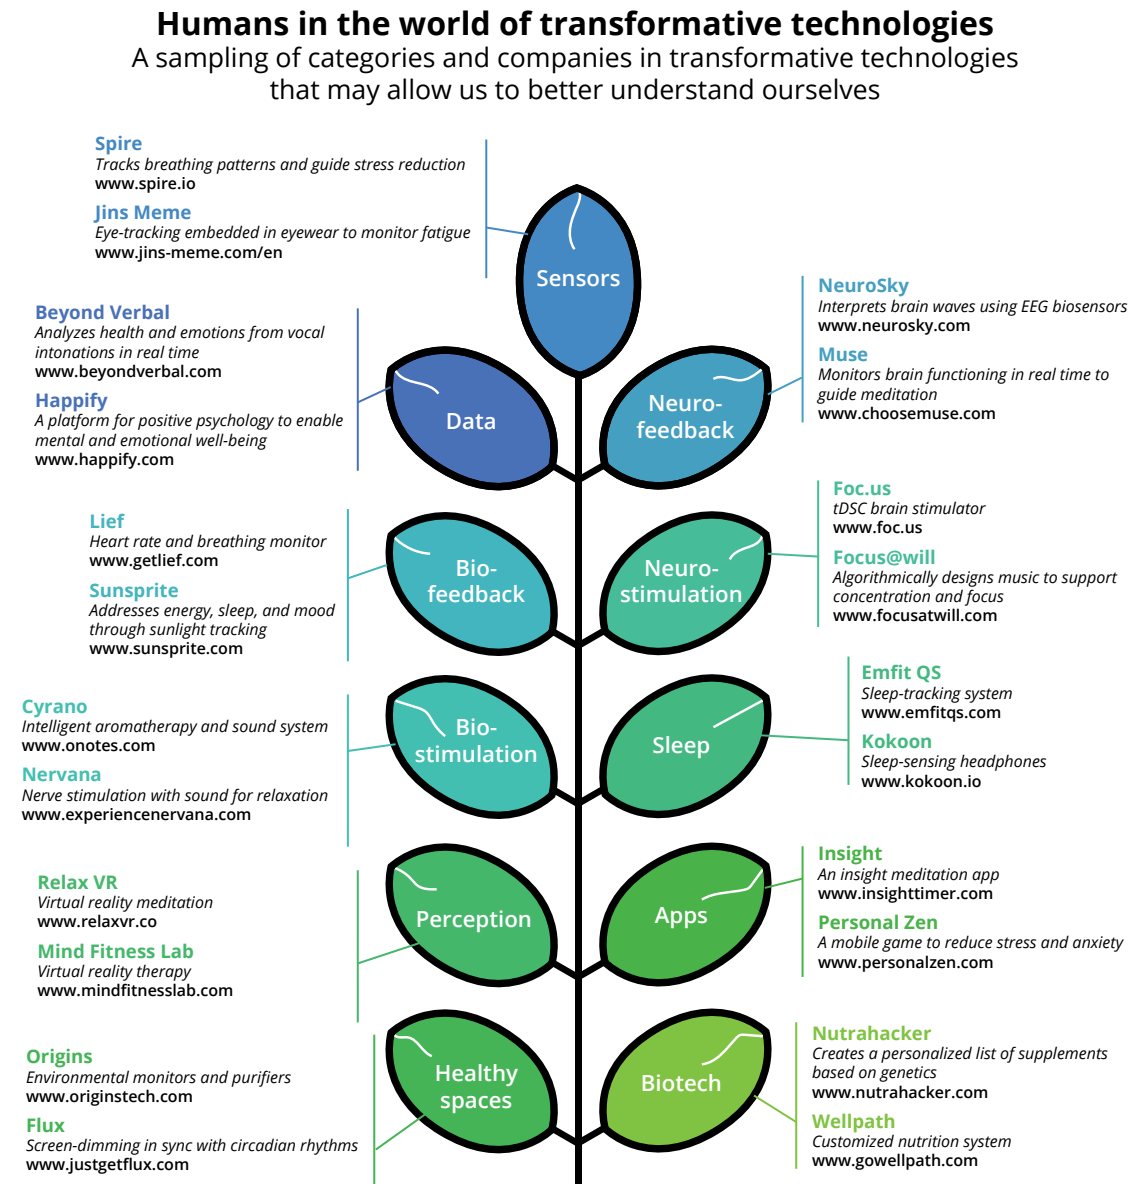 Humans in the world of transformative technologies
A sampling of categories and companies in transformative technologies
that may allow us to better understand ourselves
Spire
Tracks breathing patterns and guide stress reduction
www.spire.io
Jins Meme
Eye-tracking embedded in eyewear to monitor fatigue
www.jins-meme.com/en
Sensors
Beyond Verbal
Analyzes health and emotions from vocal
intonations in real time
www.beyondverbal.com
Happify
A platform for positive psychology to enable
mental and emotional well-being
www.happify.com
Data
Neuro-
feedback
NeuroSky
Interprets brain waves using EEG biosensors
www.neurosky.com
Muse
Monitors brain functioning in real time to
guide meditation
www.choosemuse.com
Lief
Heart rate and breathing monitor
www.getlief.com
Sunsprite
Addresses energy, sleep, and mood
through sunlight tracking
www.sunsprite.com
Bio-
feedback
Neuro-
stimulation
Foc.us
tDSC brain stimulator
www.foc.us
Focus@will
Algorithmically designs music to support
concentration and focus
www.focusatwill.com
Cyrano
Intelligent aromatherapy and sound system
www.onotes.com
Nervana
Nerve stimulation with sound for relaxation
www.experiencenervana.com
Bio-
stimulation
Sleep
Emfit QS
Sleep-tracking system
www.emfitqs.com
Kokoon
Sleep-sensing headphones
www.kokoon.io
Relax VR
Virtual reality meditation
www.relaxvr.co
Mind Fitness Lab
Virtual reality therapy
www.mindfitnesslab.com
Perception
Apps
Insight
An insight meditation app
www.insighttimer.com
Personal Zen
A mobile game to reduce stress and anxiety
www.personalzen.com
Origins
Environmental monitors and purifiers
www.originstech.com
Flux
Screen-dimming in sync with circadian rhythms
www.justgetflux.com
Healthy
spaces
Biotech
Nutrahacker
Creates a personalized list of supplements
based on genetics
www.nutrahacker.com
Wellpath
Customized nutrition system
www.gowellpath.com